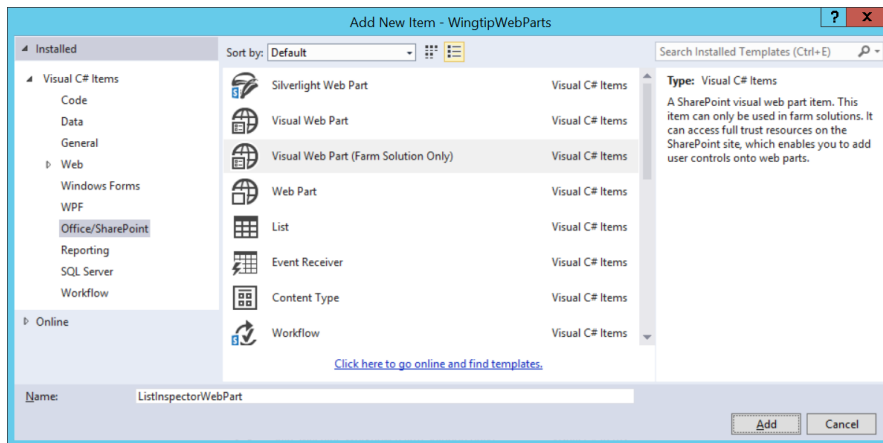 Add New Item - WingtipWebParts
?
x
Installed
Sort by: Default
Search Installed Templates (Ctrl+E)
Visual C# Items
Code
Data
General
Web
Windows Forms
WPF
Office/SharePoint
Reporting
SQL Server
Workflow
Online
Silverlight Web Part Visual C# Items
Visual Web Part Visual C# Items
Visual Web Part (Farm Solution Only) Visual C# Items
Web Part Visual C# Items
List Visual C# Items
Event Receiver Visual C# Items
Content Type Visual C# Items
Workflow Visual C# Items
Click here to go online and find templates.
Type: Visual C# Items
A SharePoint visual web part item. This
item can only be used in farm solutions. It
can access full trust resources on the
SharePoint site, which enables you to add
user controls onto web parts.
Name: ListInspectorWebPart
Add Cancel